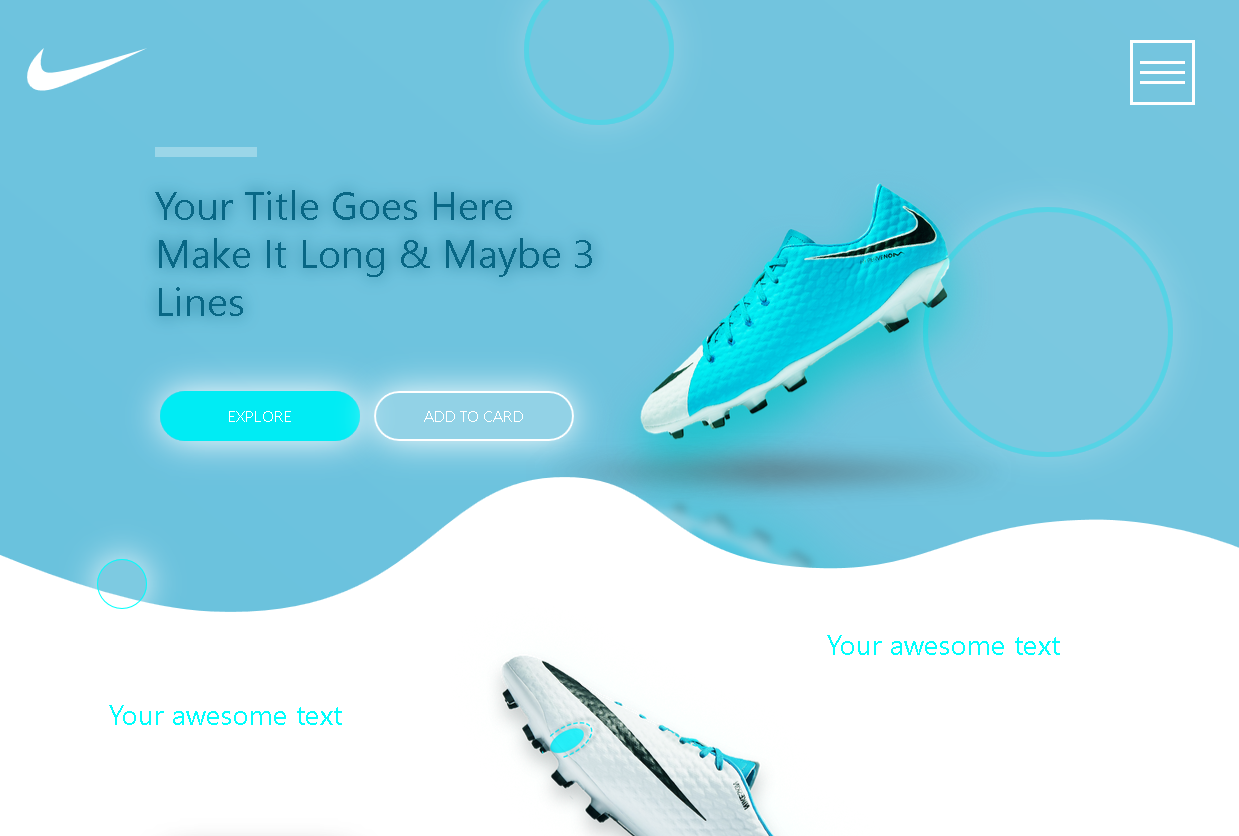 Your Title Goes Here
Make It Long & Maybe 3
Lines
EXPLORE
ADD TO CARD
Your awesome text
Your awesome text